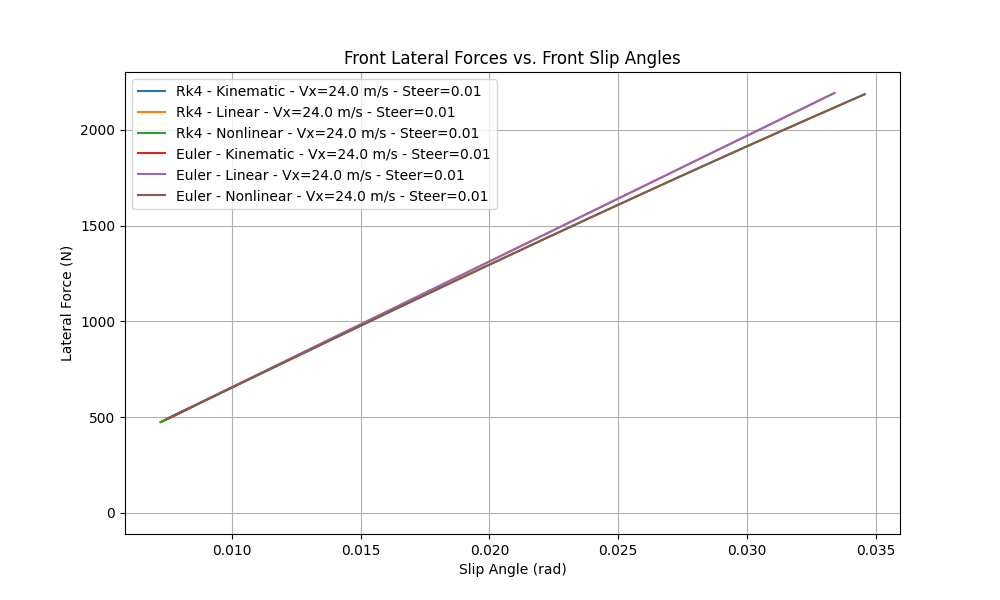 Front Lateral Forces vs. Front Slip Angles
Rk4 - Kinematic - Vx=24.0 m/s - Steer=0.01
Rk4 - Linear - Vx=24.0 m/s - Steer=0.01
Rk4 - Nonlinear - Vx=24.0 m/s - Steer=0.01
Euler - Kinematic - Vx=24.0 m/s - Steer=0.01
Euler - Linear - Vx=24.0 m/s - Steer=0.01
Euler - Nonlinear - Vx=24.0 m/s - Steer=0.01
Lateral Force (N)
2000
1500
1000
500
0
0.010 0.015 0.020 0.025 0.030 0.035
Slip Angle (rad)